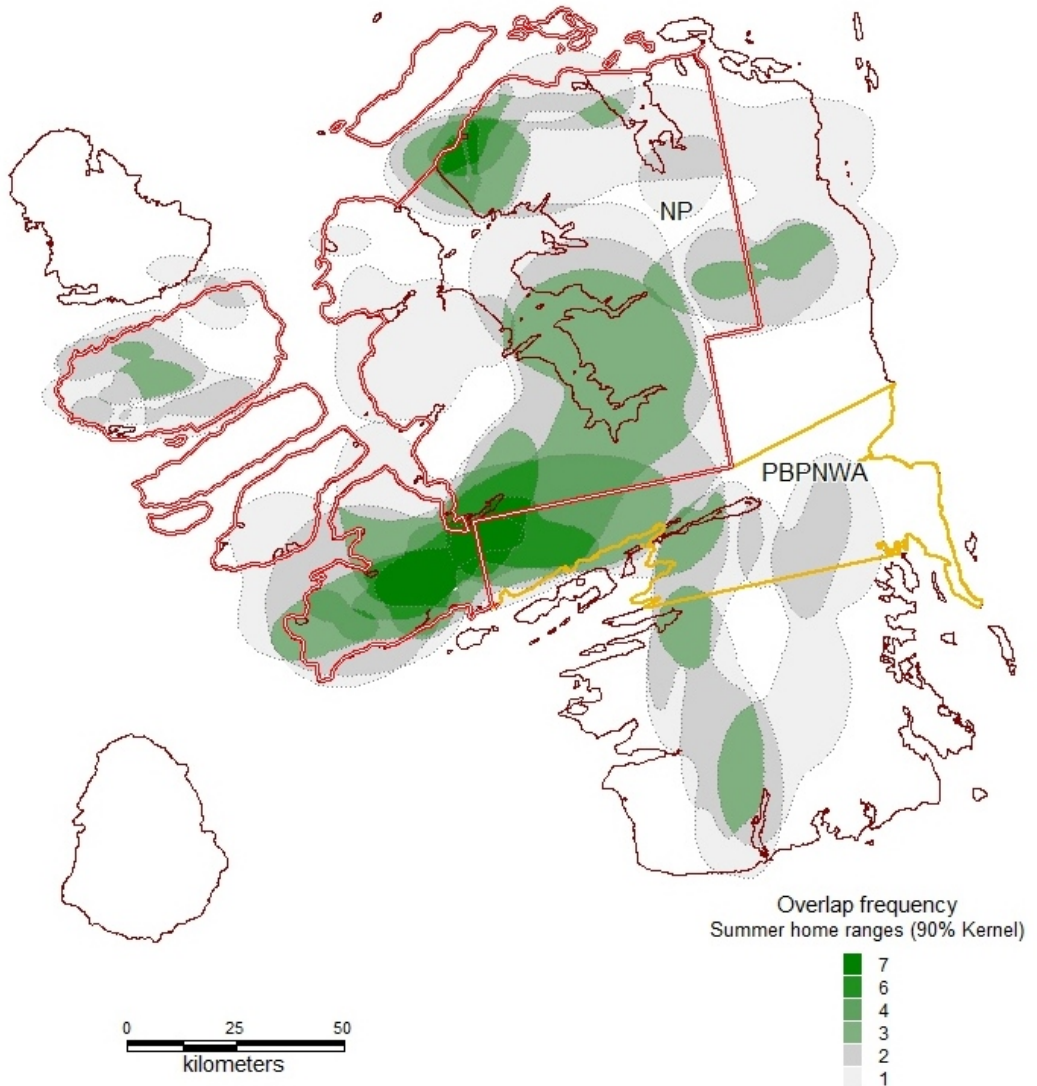 NP
PBPNWA
Overlap frequency
Summer home ranges (90% Kernel)
7
6
4
3
2
1
0 25 50
kilometers